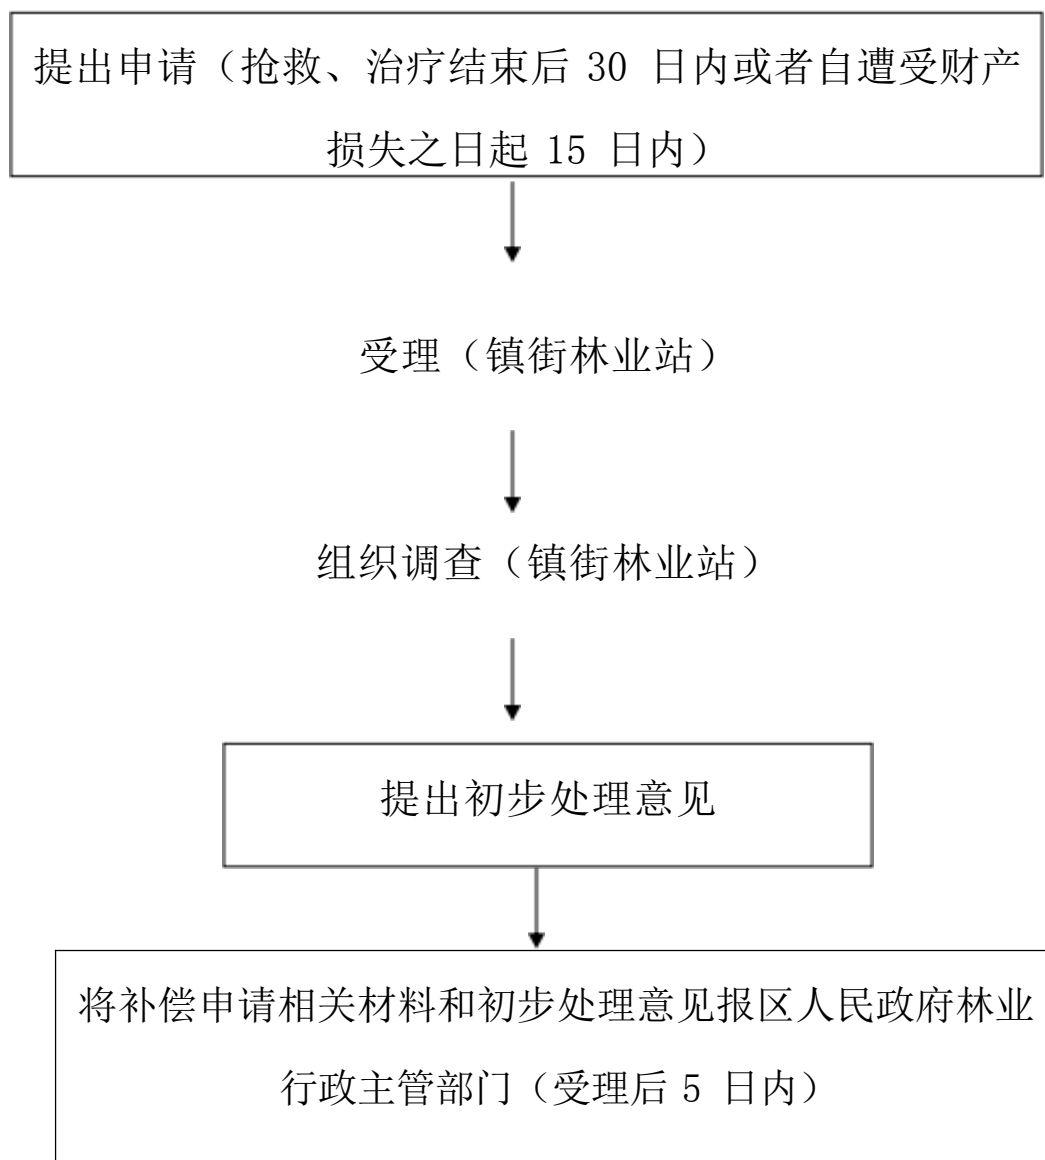 提出申请（抢救、治疗结束后 30 日内或者自遭受财产
损失之日起 15 日内）
受理（镇街林业站）
组织调查（镇街林业站）
提出初步处理意见
将补偿申请相关材料和初步处理意见报区人民政府林业
行政主管部门（受理后 5 日内）